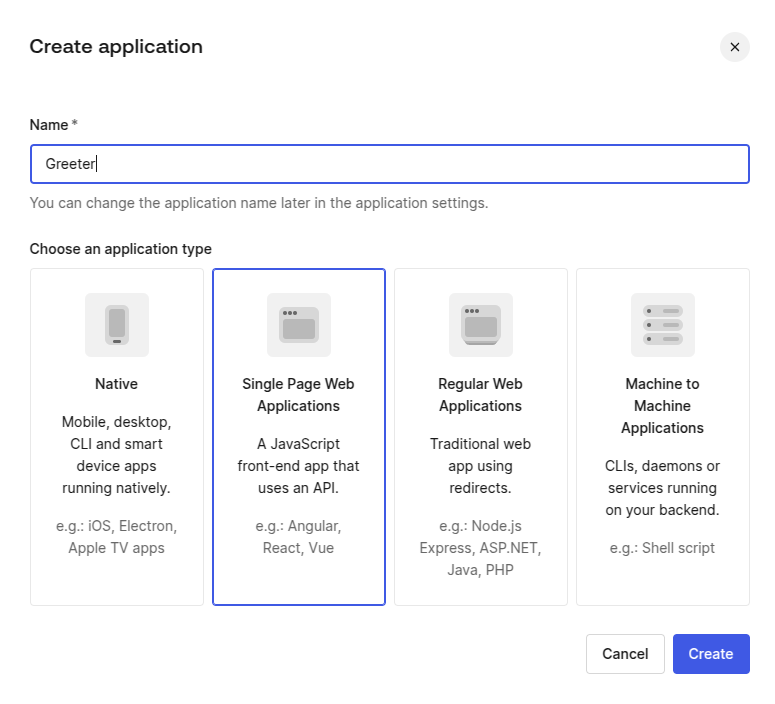 Create application
Name *
Greeter
You can change the application name later in the application settings.
Choose an application type
Native
Mobile, desktop,
CLI and smart
device apps
running natively.
e.g.: iOS, Electron,
Apple TV apps
Single Page Web
Applications
A JavaScript
front-end app that
uses an API.
e.g.: Angular,
React, Vue
Regular Web
Applications
Traditional web
app using
redirects.
e.g.: Node.js
Express, ASP.NET,
Java, PHP
Machine to
Machine
Applications
CLIs, daemons or
services running
on your backend.
e.g.: Shell script
Cancel
Create